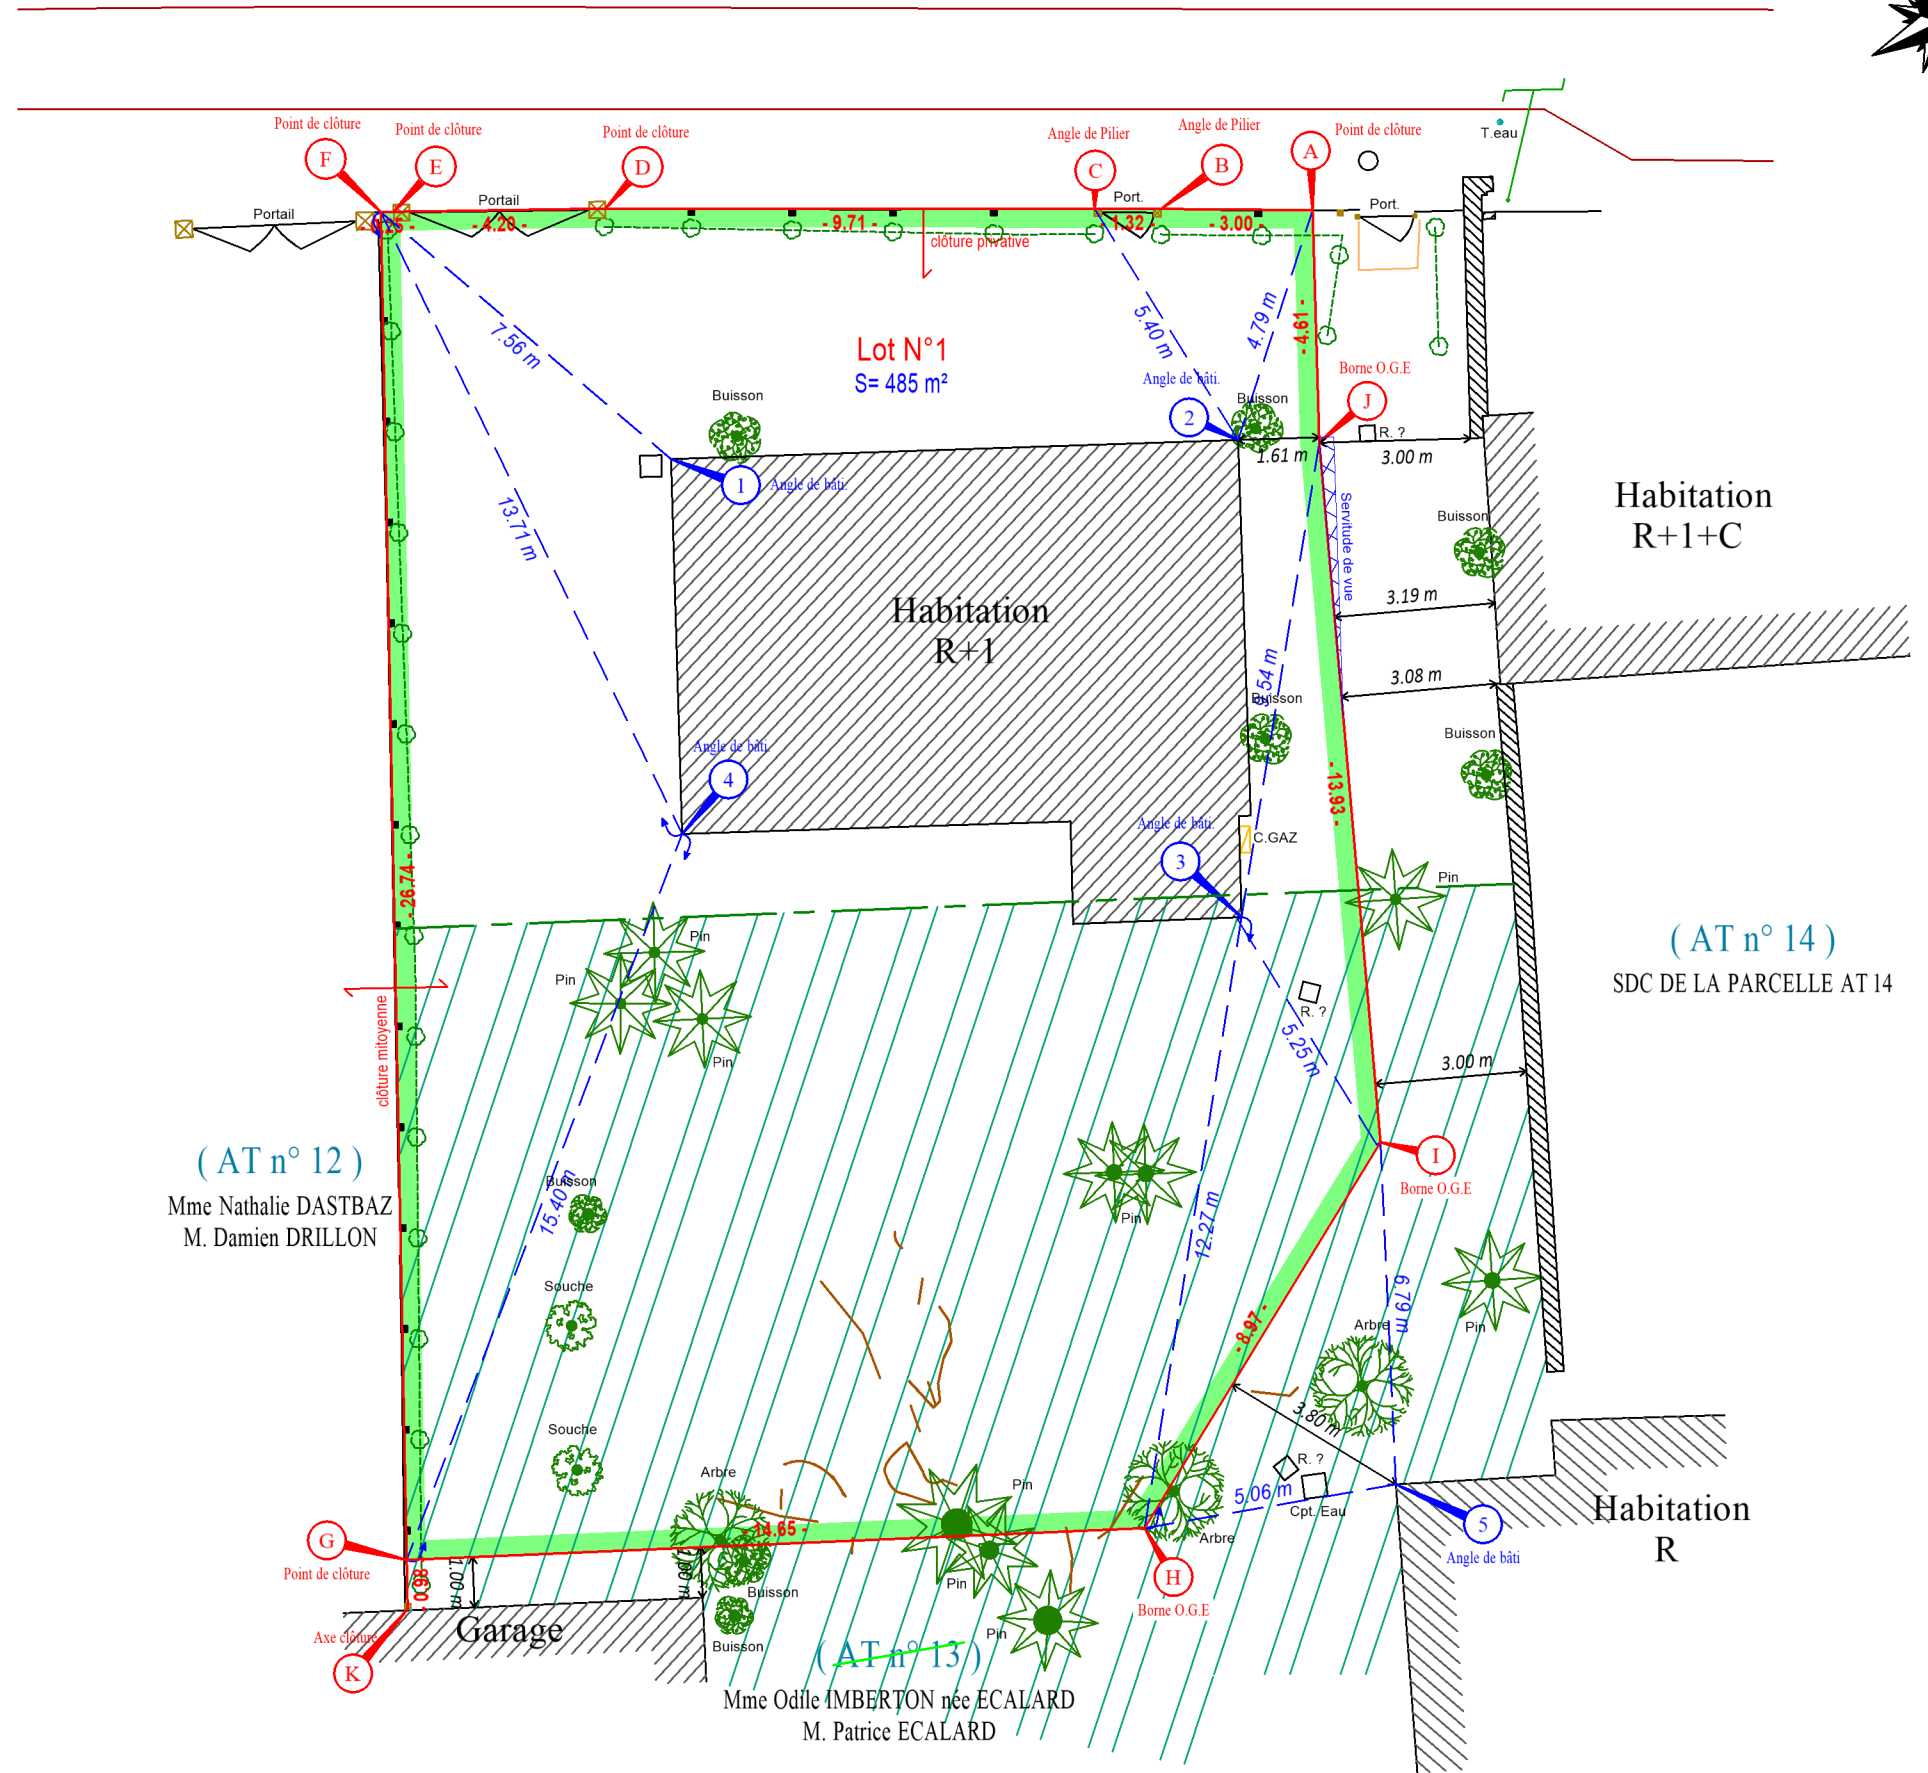 T.eau
Point de clôture
Point de clôture
Point de clôture
Angle de Pilier
Angle de Pilier
Point de clôture
F
E
D
C
B
A
Portail
Portail
Port.
Port.
- 4.20 -
- 9.71 -
- 1.32 -
- 3.00 -
clôture privative
7.56 m
5.40 m
4.79 m
- 4.61 -
Lot N°1
S= 485 m²
Borne O.G.E
J
Angle de bâti.
2
Buisson
Buisson
R. ?
1.61 m
3.00 m
1
Angle de bâti.
13.71 m
Servitude de vue
Habitation
R+1+C
Buisson
Habitation
R+1
3.19 m
3.08 m
.54 m
Buisson
Buisson
Angle de bâti.
4
- 13.93 -
Angle de bâti.
C.GAZ
3
- 26.74 -
Pin
Pin
Pin
Pin
( AT n° 14 )
SDC DE LA PARCELLE AT 14
R. ?
5.25 m
clôture mitoyenne
3.00 m
( AT n° 12 )
Mme Nathalie DASTBAZ
M. Damien DRILLON
I
Borne O.G.E
Buisson
15.40 m
Pin
12.27 m
Souche
6.79 m
- 8.97 -
Arbre
Pin
3.80 m
Souche
Arbre
Pin
R. ?
5.06 m
Cpt. Eau
Habitation
R
5
Angle de bâti
- 14.65 -
Arbre
G
Point de clôture
- 0.98 -
1.00 m
1.00 m
Buisson
Pin
H
Borne O.G.E
Garage
Axe clôture
K
Buisson
Pin
( AT n° 13 )
Mme Odile IMBERTON née ECALARD
M. Patrice ECALARD